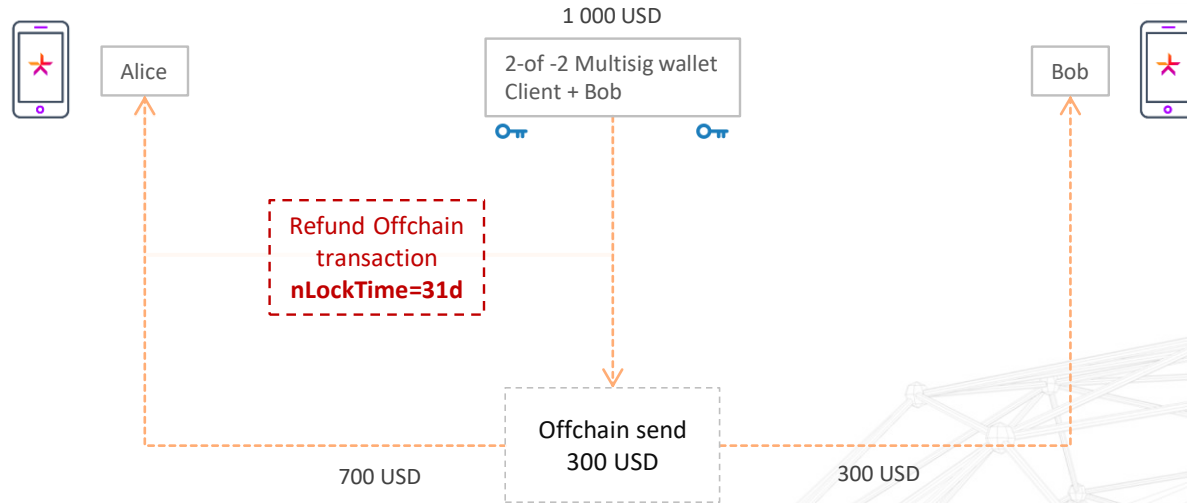 1 000 USD
Alice
2-of -2 Multisig wallet
Client + Bob
Bob
Refund Offchain
transaction
nLockTime=31d
Offchain send
300 USD
700 USD
300 USD